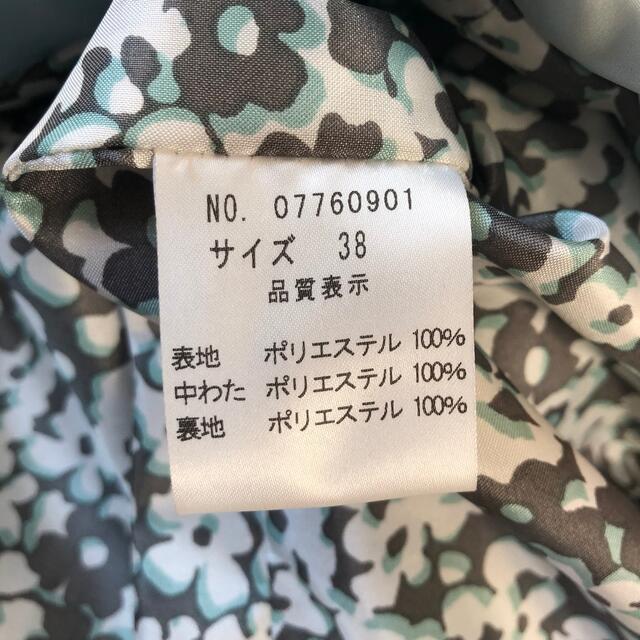 NO. 07760901
サイズ 38
品質表示
表地 ポリエステル 100%
中わた ポリエステル 100%
裏地 ポリエステル 100%